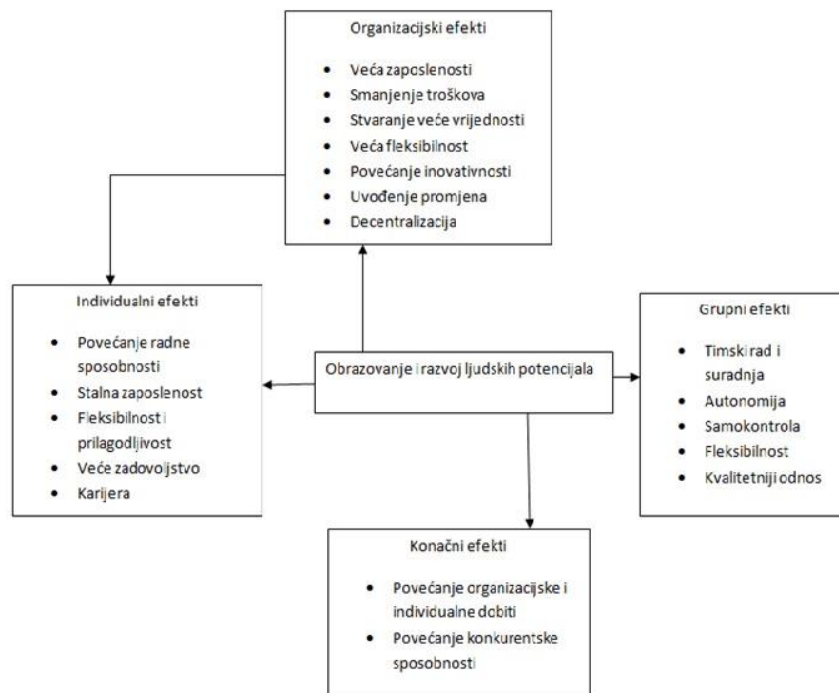 Organizacijski efekti
• Veća zaposlenosti
• Smanjenje troškova
• Stvaranje veće vrijednosti
• Veća fleksibilnost
• Povećanje inovativnosti
• Uvođenje promjena
• Decentralizacija
Individualni efekti
• Povećanje radne
sposobnosti
• Stalna zaposlenost
• Fleksibilnost i
prilagodljivost
• Veće zadovoljstvo
• Karijera
Obrazovanje i razvoj ljudskih potencijala
Grupni efekti
• Timski rad i
suradnja
• Autonomija
• Samokontrola
• Fleksibilnost
• Kvalitetniji odnos
Konačni efekti
• Povećanje organizacijske i
individualne dobiti
• Povećanje konkurentske
sposobnosti